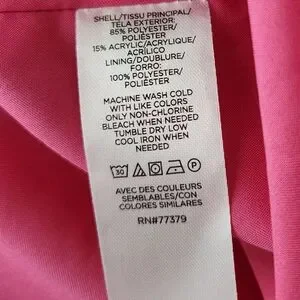 SHELL/TISSU PRINCIPAL/
TELA EXTERIOR:
85% POLYESTER/
POLIÉSTER
15% ACRYLIC/ACRYLIQUE/
ACRÍLICO
LINING/DOUBLURE/
FORRO:
100% POLYESTER/
POLIÉSTER
MACHINE WASH COLD
WITH LIKE COLORS
ONLY NON-CHLORINE
BLEACH WHEN NEEDED
TUMBLE DRY LOW
COOL IRON WHEN
NEEDED
30 P
AVEC DES COULEURS
SEMBLABLES/CON
COLORES SIMILARES
RN#77379